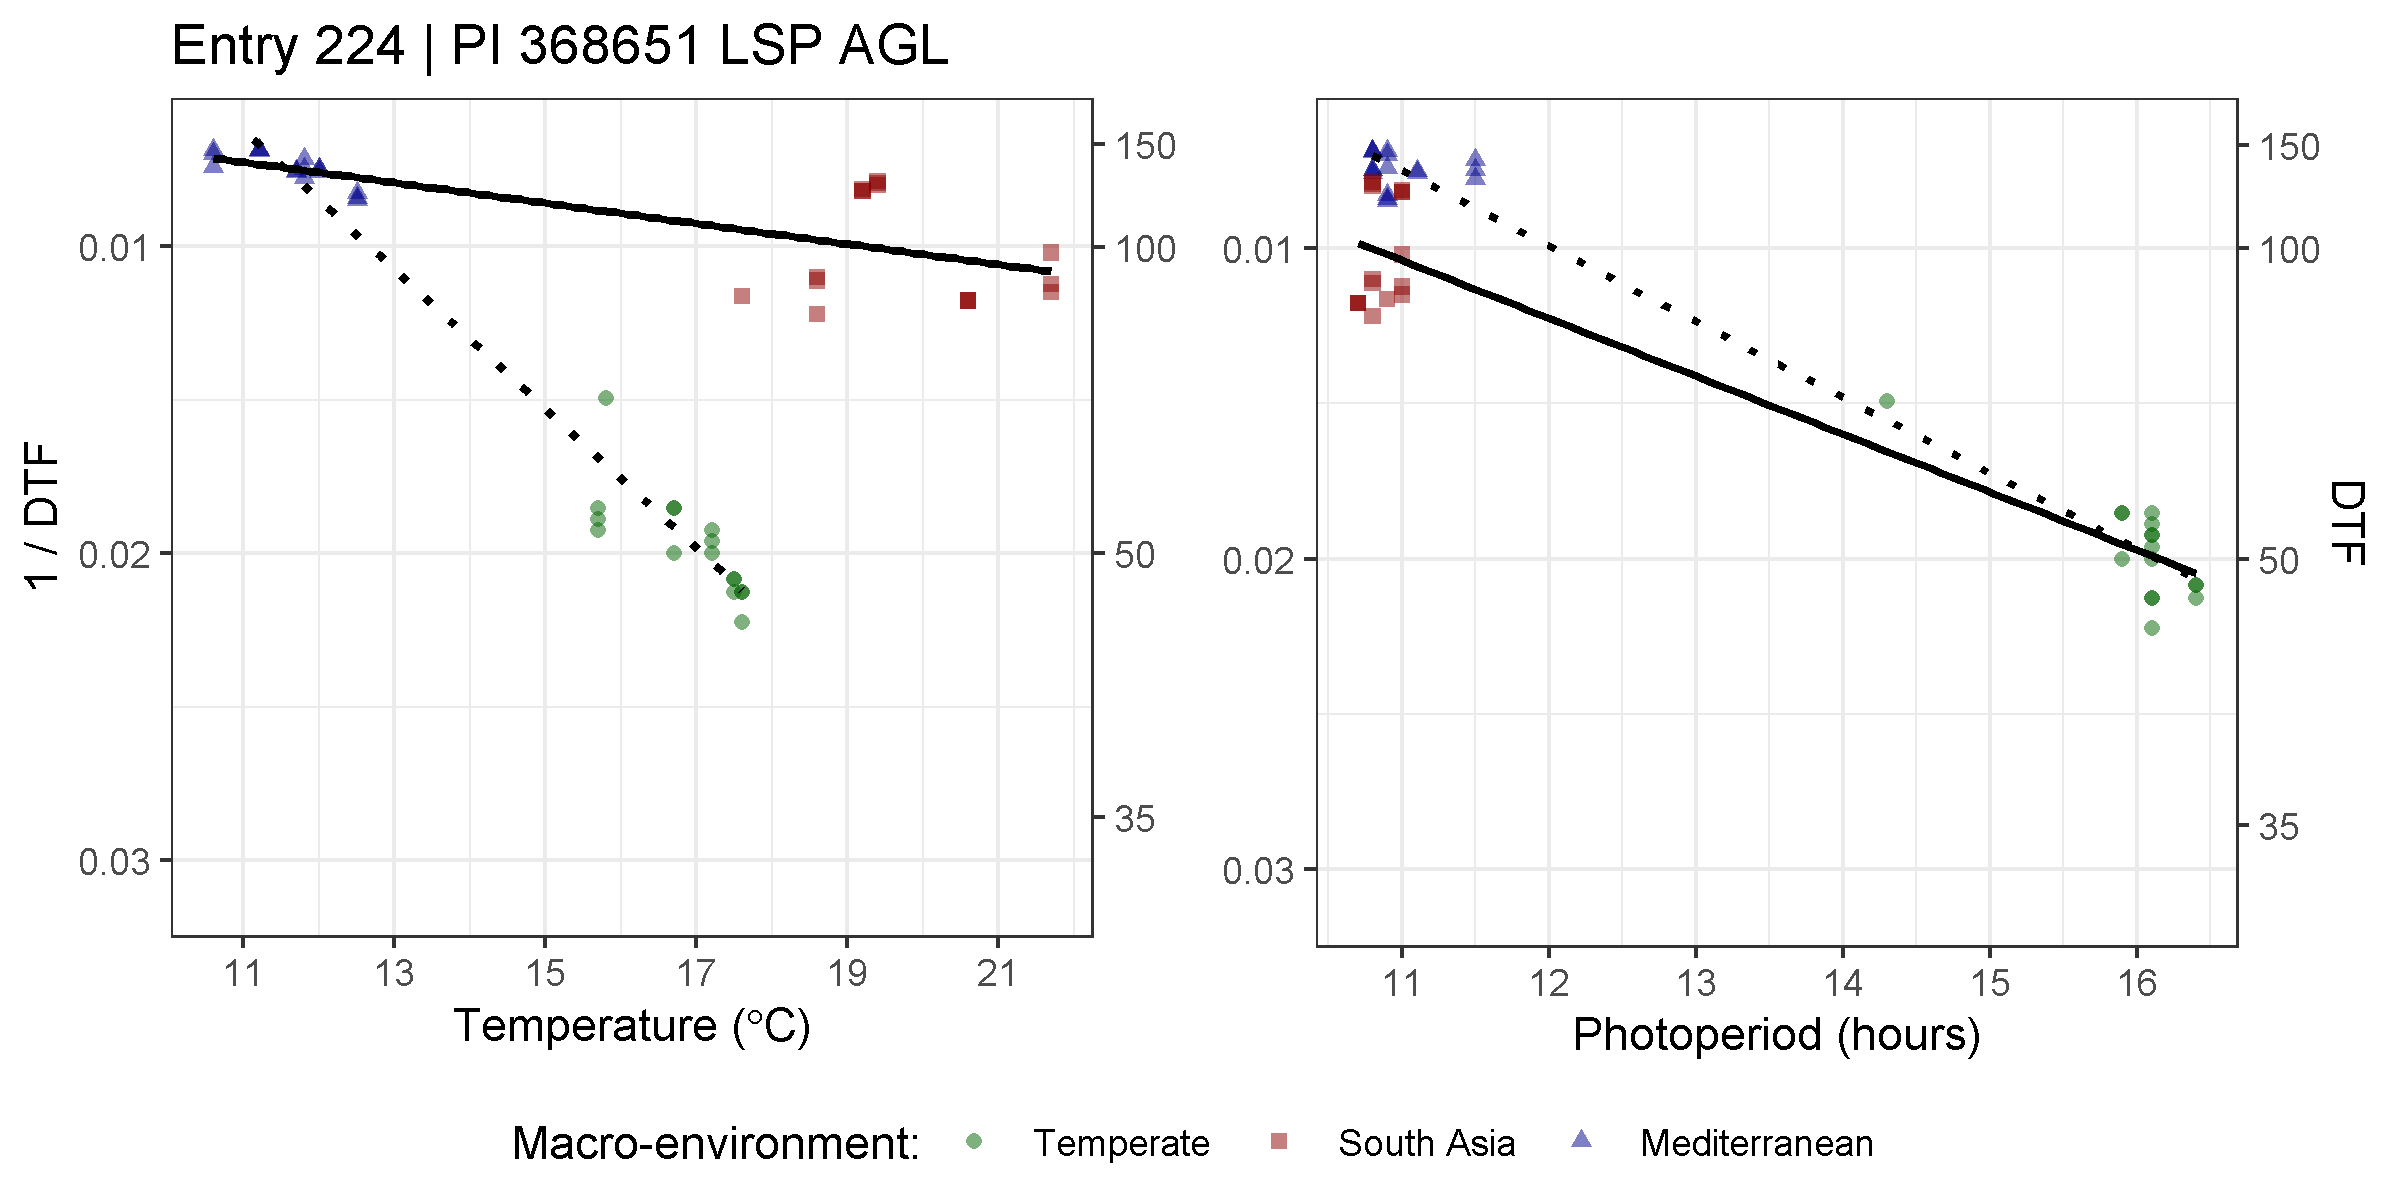 Entry 224 | PI 368651 LSP AGL
1 / DTF
0.01
0.02
0.03
150
100
50
35
11 13 15 17 19 21
Temperature (°C)
0.01
0.02
0.03
150
100
50
35
DTF
11 12 13 14 15 16
Photoperiod (hours)
Macro-environment: Temperate South Asia Mediterranean